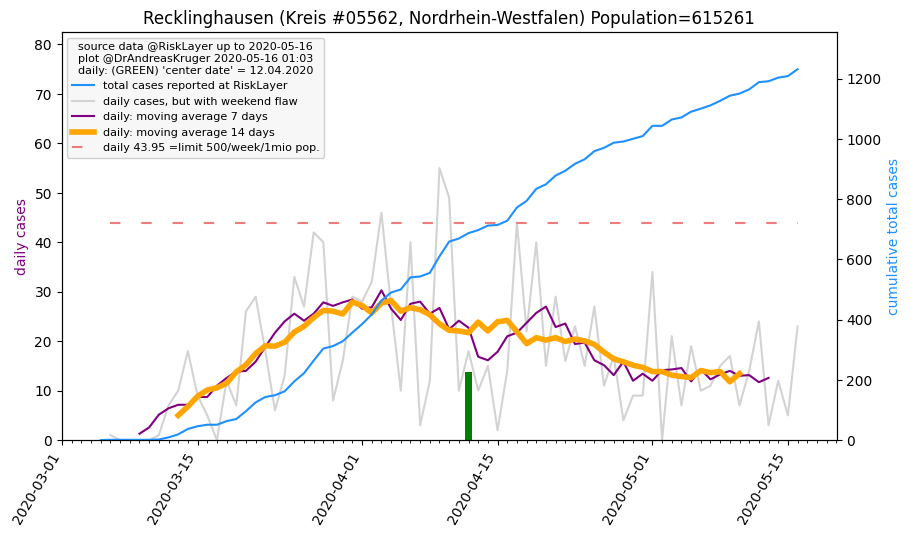 Recklinghausen (Kreis #05562, Nordrhein-Westfalen) Population=615261
source data @RiskLayer up to 2020-05-16
plot @DrAndreasKruger 2020-05-16 01:03
daily: (GREEN) 'center date' = 12.04.2020
total cases reported at RiskLayer
daily cases, but with weekend flaw
daily: moving average 7 days
daily: moving average 14 days
daily 43.95 =limit 500/week/1mio pop.
daily cases
80
70
60
50
40
30
20
10
0
cumulative total cases
1200
1000
800
600
400
200
0
2020-03-01
2020-03-15
2020-04-01
2020-04-15
2020-05-01
2020-05-15